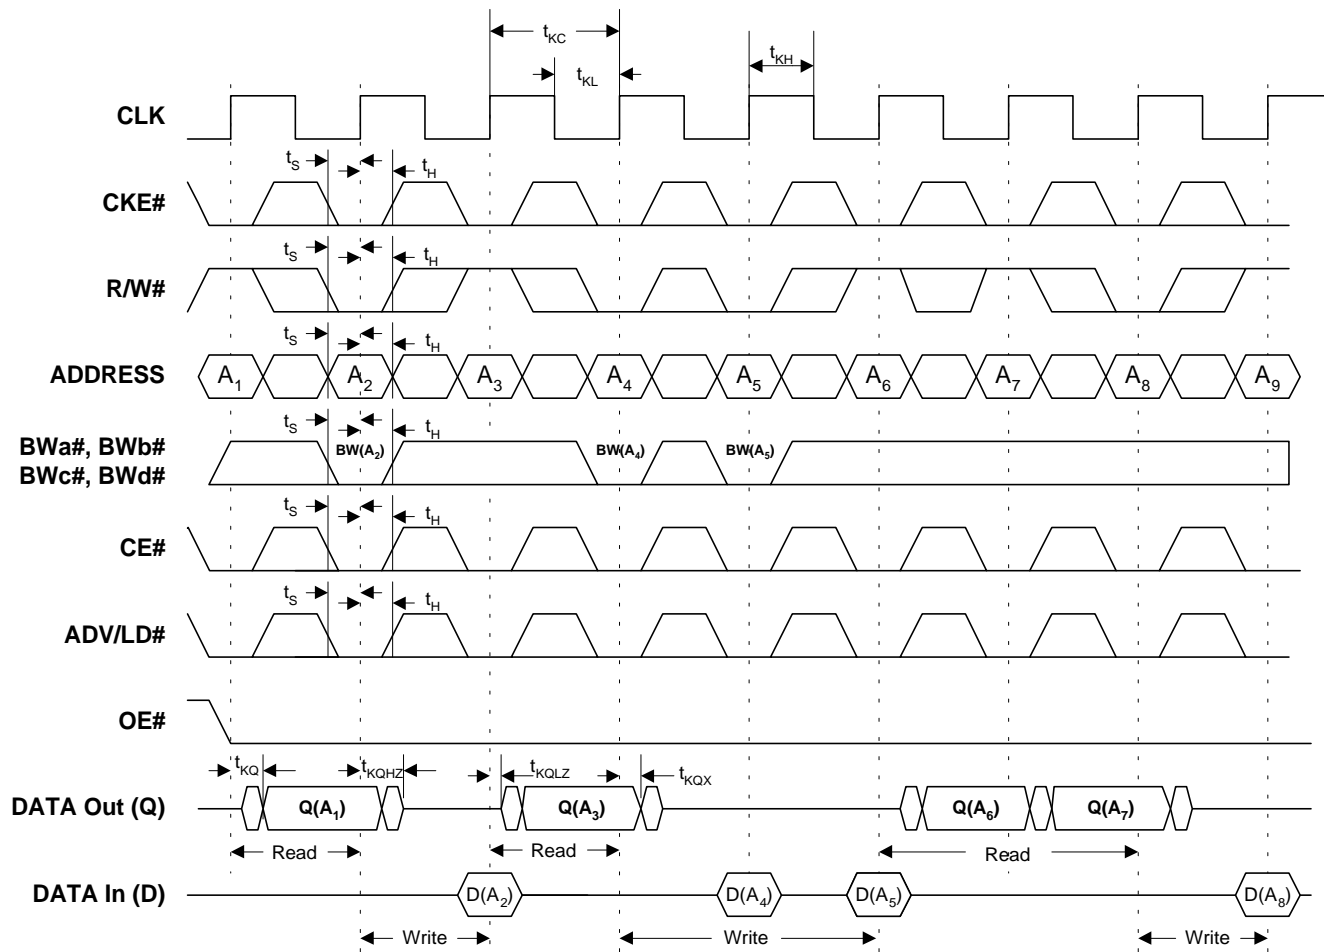 tKC
tKL
tKH
CLK
tS
tH
CKE#
tS
tH
R/W#
tS
tH
ADDRESS A1 A2 A3 A4 A5 A6 A7 A8 A9
tS
tH
BWa#, BWb#
BWc#, BWd#
BW(A2) BW(A4) BW(A5)
tS
tH
CE#
tS
tH
ADV/LD#
OE#
tKQ tKQHZ tKQLZ tKQX
DATA Out (Q) Q(A1) Q(A3) Q(A6) Q(A7)
Read Read Read
DATA In (D) D(A2) D(A4) D(A5) D(A8)
Write Write Write